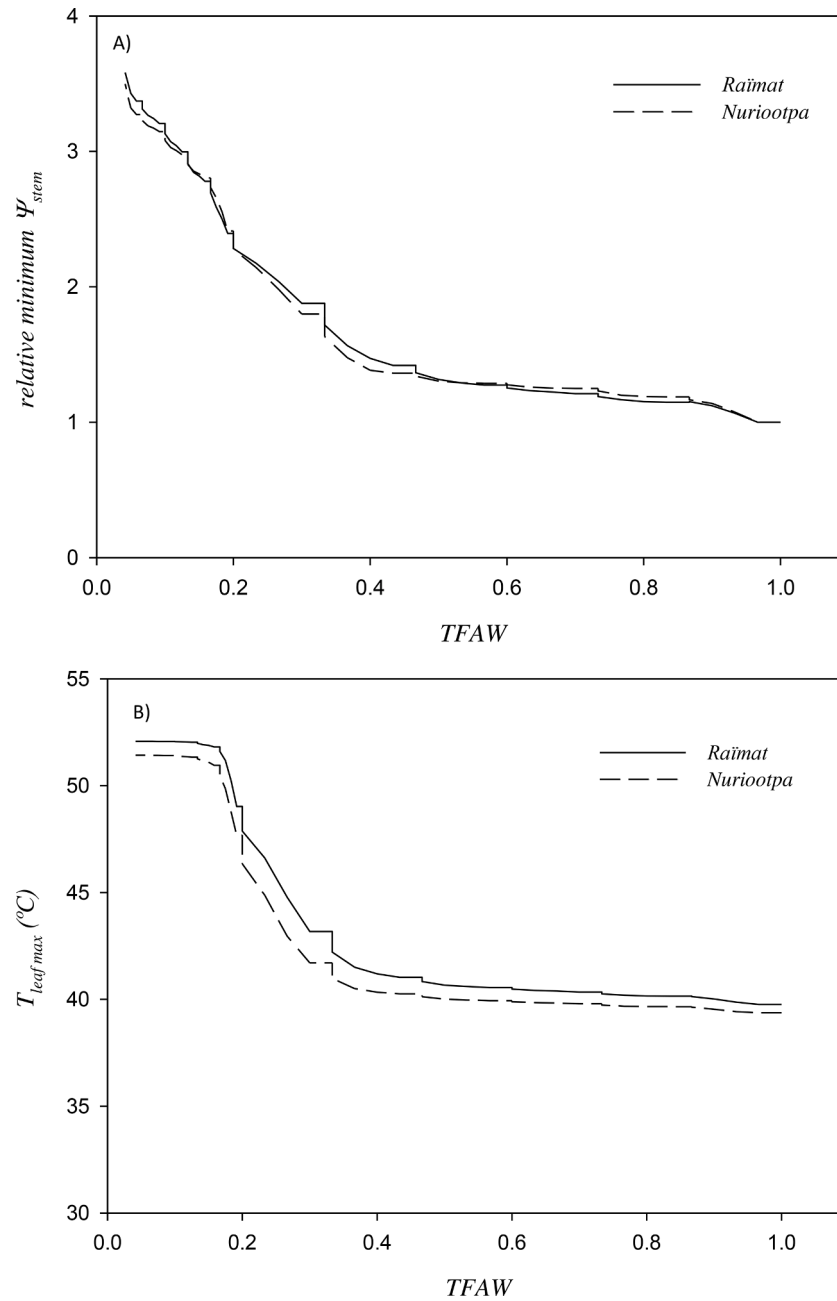 A)
Raïmat
Nuriootpa
4
3
2
1
0
relative minimum Ψstem
0.0 0.2 0.4 0.6 0.8 1.0
TFAW
B)
Raïmat
Nuriootpa
55
50
45
40
35
30
T leaf max (ºC)
0.0 0.2 0.4 0.6 0.8 1.0
TFAW